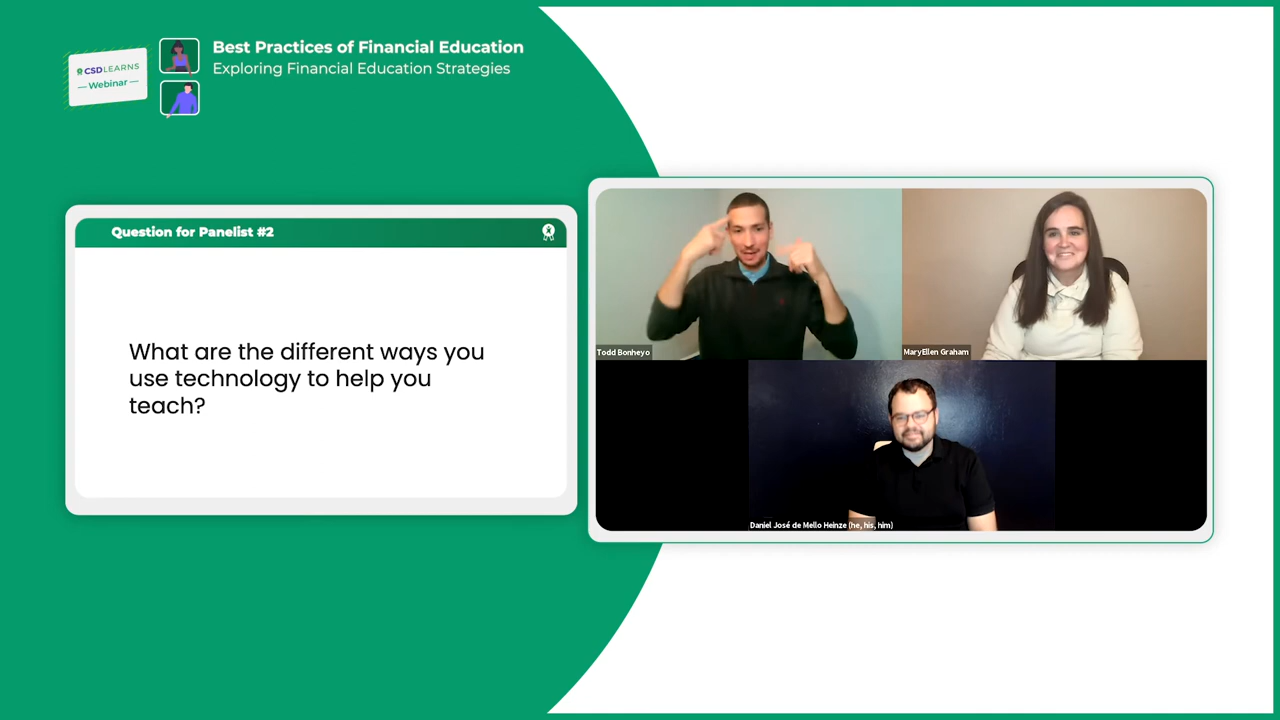 CSDLEARNS
— Webinar —
Best Practices of Financial Education
Exploring Financial Education Strategies
Question for Panelist #2
What are the different ways you
use technology to help you
teach?
Todd Bonheyo
MaryEllen Graham
Daniel José de Mello Heinze (he, his, him)